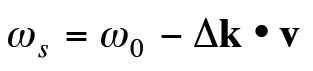 ωₛ = ω₀ − Δ𝐤 • 𝐯